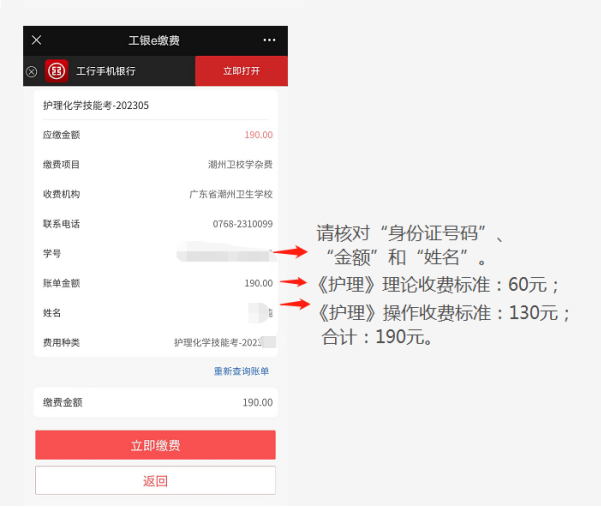 工银e缴费
工行手机银行
立即打开
护理化学技能考-202305
应缴金额 190.00
缴费项目 潮州卫校学杂费
收费机构 广东省潮州卫生学校
联系电话 0768-2310099
学号
账单金额 190.00
姓名
费用种类 护理化学技能考-202
重新查询账单
缴费金额 190.00
立即缴费
返回
请核对“身份证号码”、
“金额”和“姓名”。
《护理》理论收费标准：60元；
《护理》操作收费标准：130元；
合计：190元。